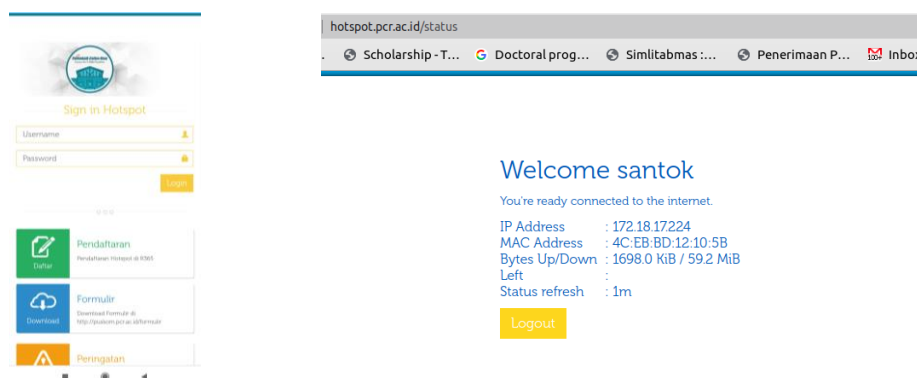 Sign in Hotspot
Username
Password
Login
Daftar
Pendaftaran
Pendaftaran Hotspot di
Download
Formulir
Download Formulir di
http://puskom.pcr.ac.id/formulir
Peringatan
hotspot.pcr.ac.id/status
Scholarship - T... Doctoral prog... Simlitabmas :... Penerimaan P... 100+ Inbox
Welcome santok
You're ready connected to the internet.
IP Address : 172.18.17.224
MAC Address : 4C:EB:BD:12:10:5B
Bytes Up/Down : 1698.0 KiB / 59.2 MiB
Left :
Status refresh : 1m
Logout